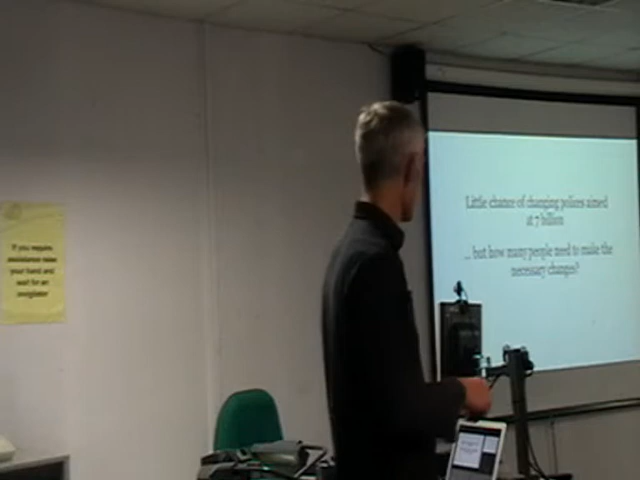 If you require
assistance raise
your hand and
wait for an
invigilator
Little chance of changing policies aimed
at 7 billion
... but how many people need to make the
necessary changes?